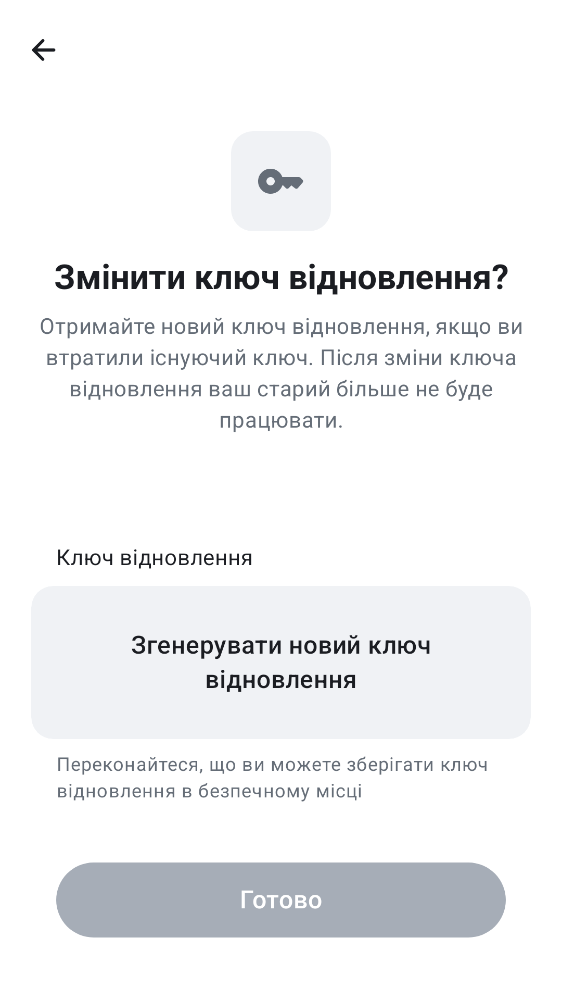 Змінити ключ відновлення?
Отримайте новий ключ відновлення, якщо ви
втратили існуючий ключ. Після зміни ключа
відновлення ваш старий більше не буде
працювати.
Ключ відновлення
Згенерувати новий ключ
відновлення
Переконайтеся, що ви можете зберігати ключ
відновлення в безпечному місці
Готово